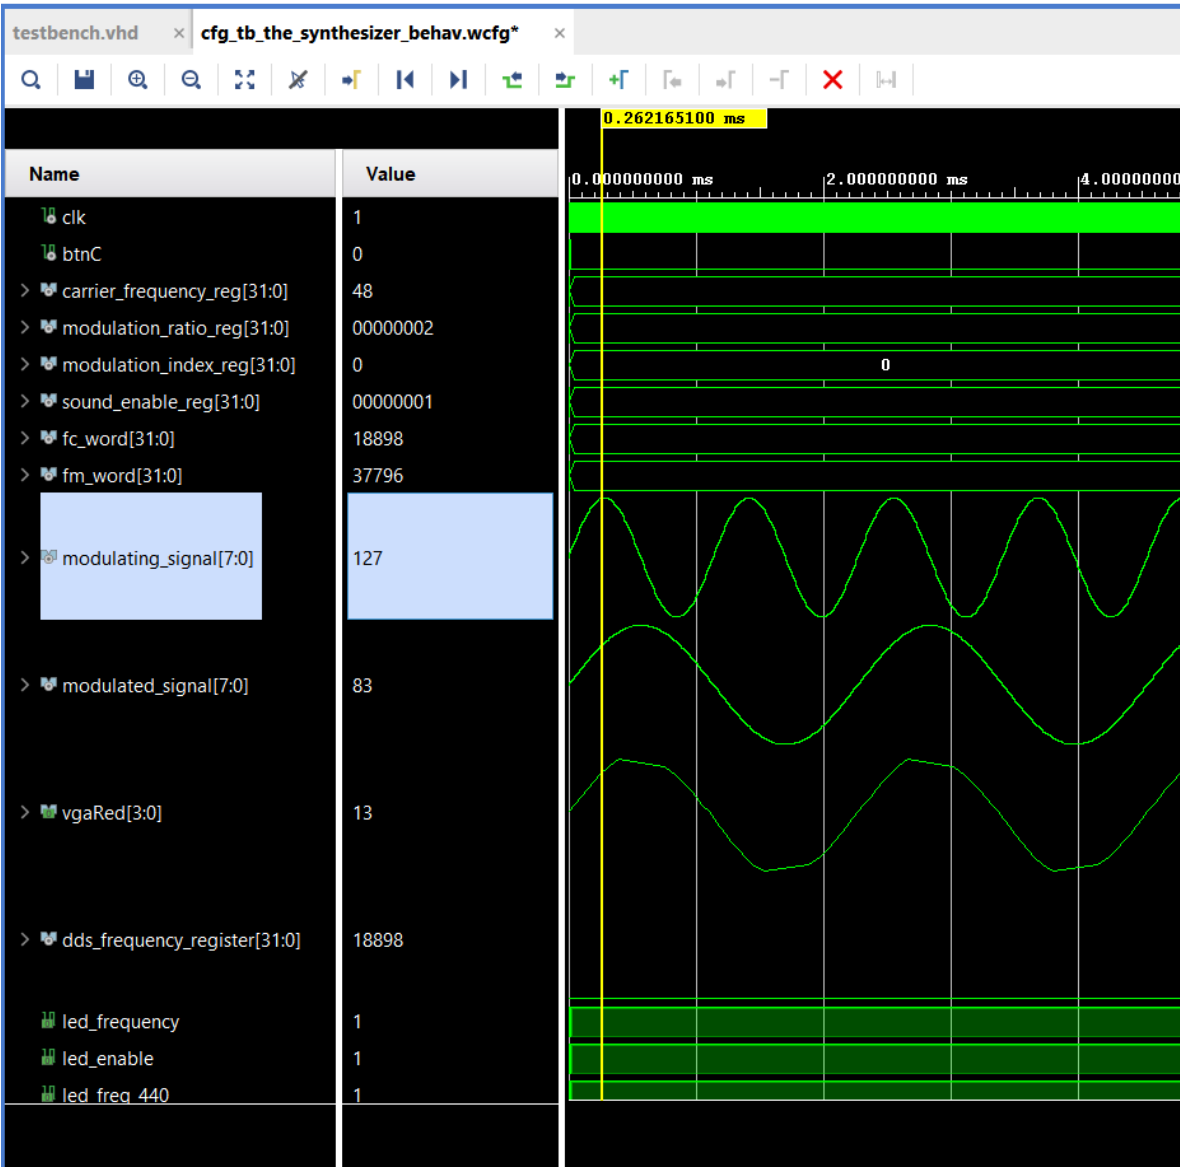 testbench.vhd × cfg_tb_the_synthesizer_behav.wcfg* ×
0.262165100 ms
Name Value
0.000000000 ms 2.000000000 ms 4.00000000
clk 1
btnC 0
carrier_frequency_reg[31:0] 48
modulation_ratio_reg[31:0] 00000002
modulation_index_reg[31:0] 0 0
sound_enable_reg[31:0] 00000001
fc_word[31:0] 18898
fm_word[31:0] 37796
modulating_signal[7:0] 127
modulated_signal[7:0] 83
vgaRed[3:0] 13
dds_frequency_register[31:0] 18898
led_frequency 1
led_enable 1
led_freq_440 1